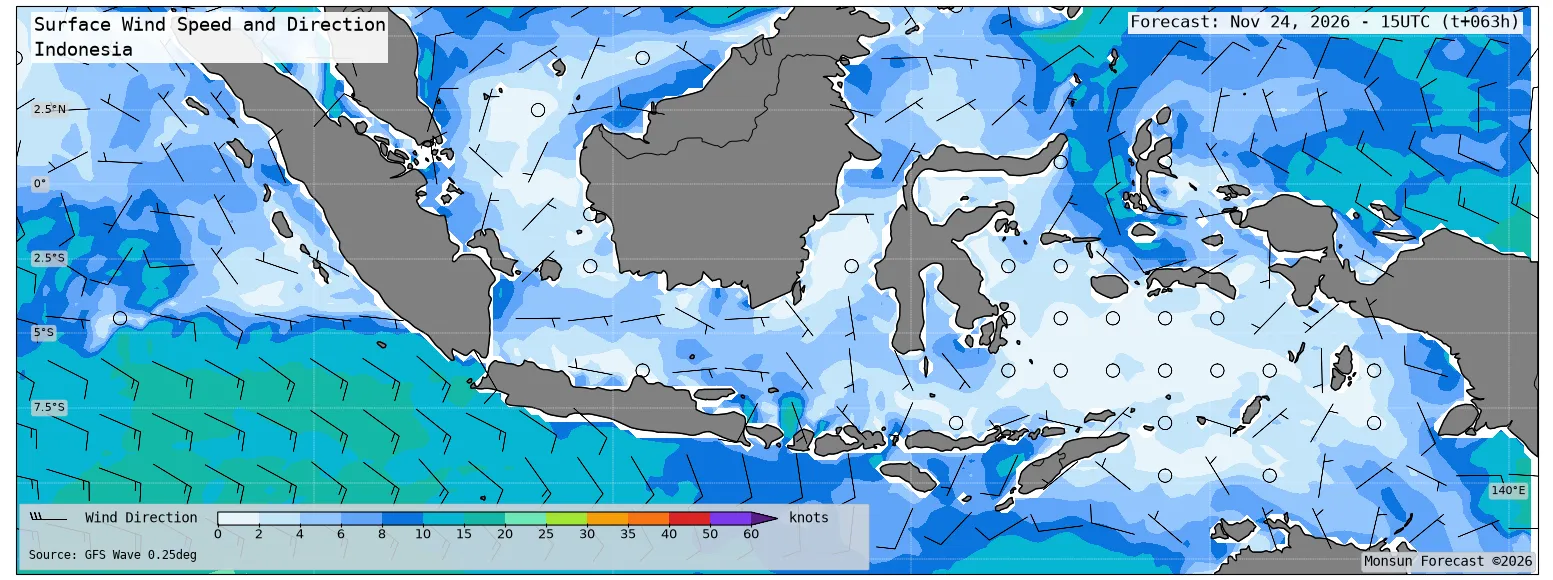 Surface Wind Speed and Direction
Indonesia
Forecast: Nov 24, 2026 - 15UTC (t+063h)
2.5°N
0°
2.5°S
5°S
7.5°S
140°E
Wind Direction
0 2 4 6 8 10 15 20 25 30 35 40 50 60
knots
Source: GFS Wave 0.25deg
Monsun Forecast ©2026